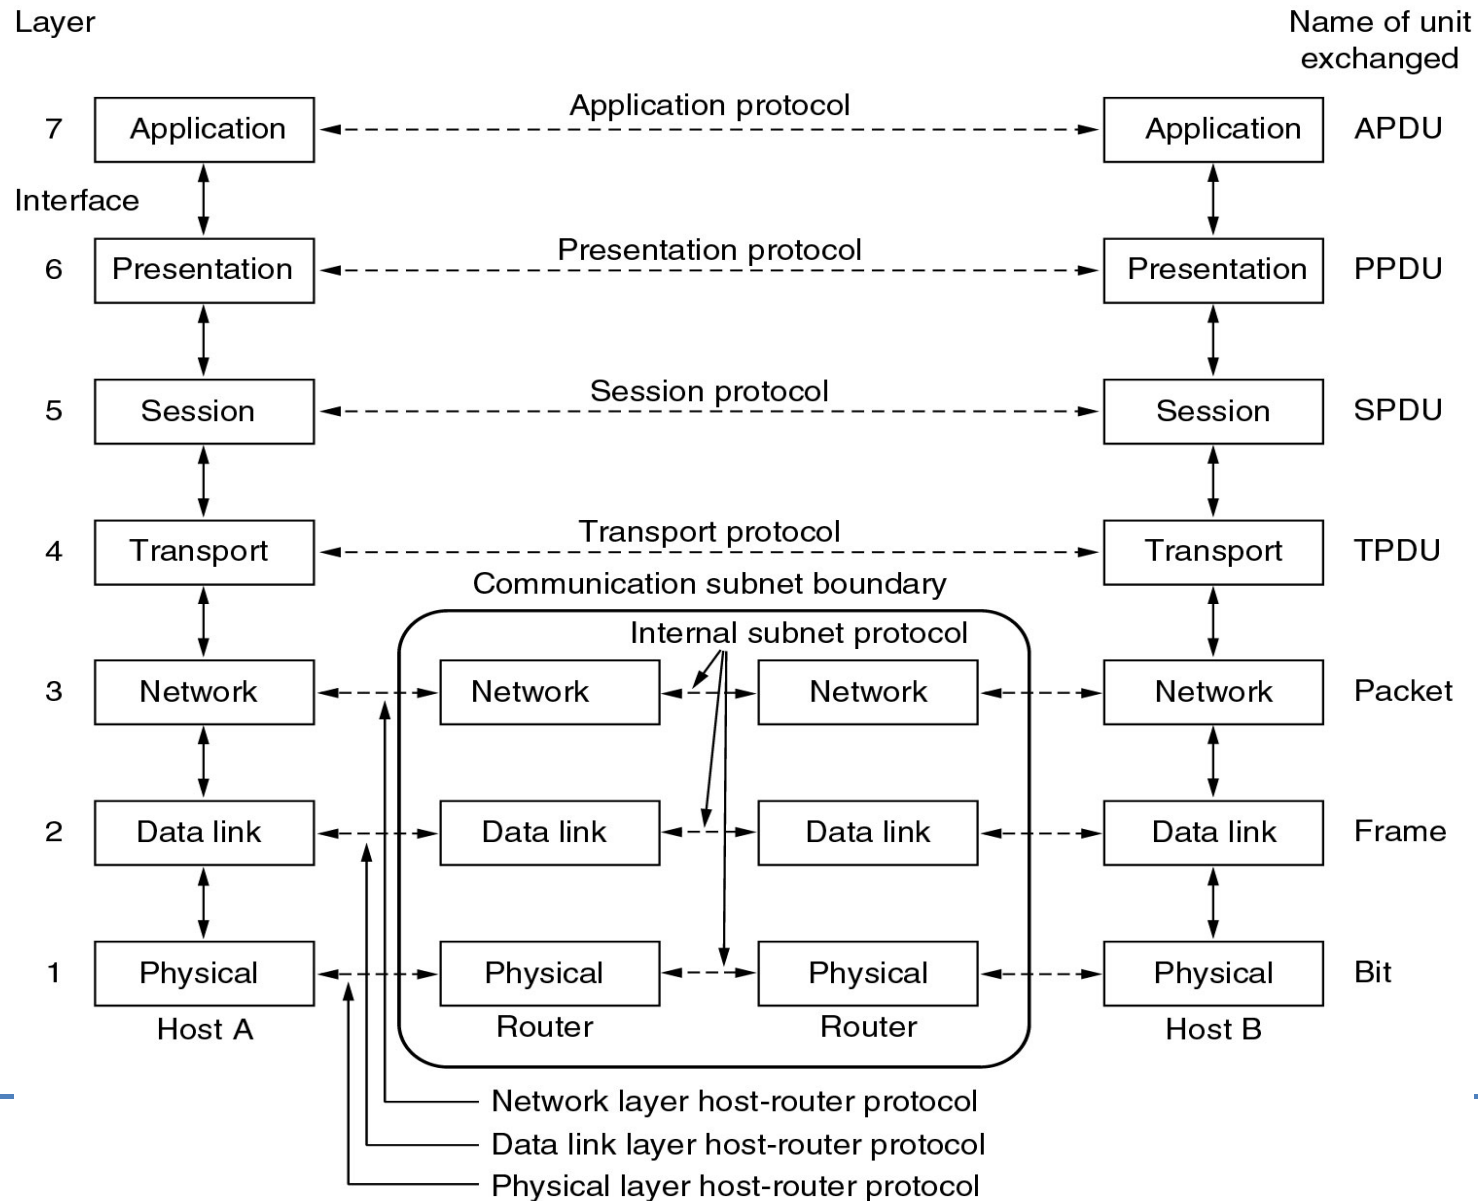 Layer
Name of unit
exchanged
Application protocol
7 Application Application APDU
Interface
Presentation protocol
6 Presentation Presentation PPDU
Session protocol
5 Session Session SPDU
Transport protocol
4 Transport Transport TPDU
Communication subnet boundary
Internal subnet protocol
3 Network Network Network Network Packet
2 Data link Data link Data link Data link Frame
1 Physical Physical Physical Physical Bit
Host A Router Router Host B
Network layer host-router protocol
Data link layer host-router protocol
Physical layer host-router protocol